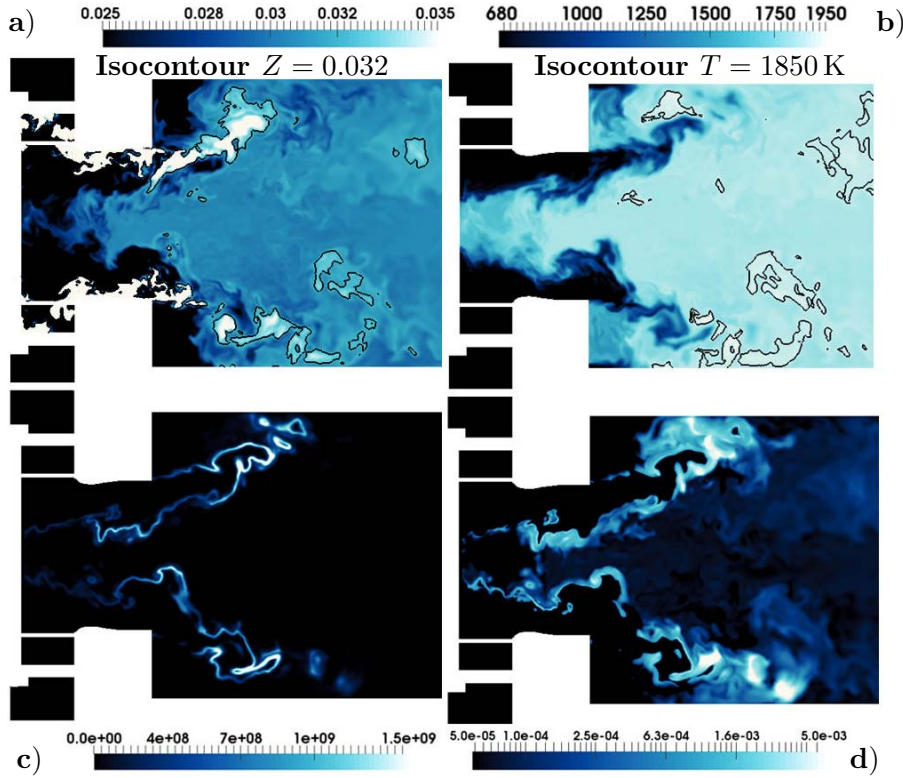 a)
0.025 0.028 0.03 0.032 0.035
680 1000 1250 1500 1750 1950
b)
Isocontour Z = 0.032
Isocontour T = 1850 K
c)
0.0e+00 4e+08 7e+08 1e+09 1.5e+09
5.0e-05 1.0e-04 2.5e-04 6.3e-04 1.6e-03 5.0e-03
d)